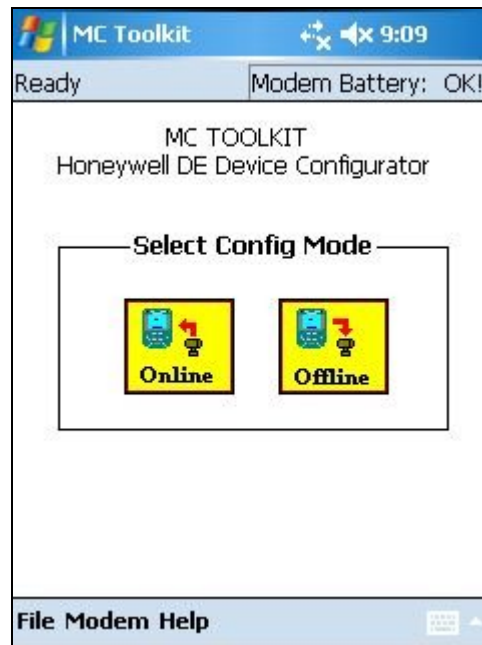 MC Toolkit 9:09
Ready Modem Battery: OK!
MC TOOLKIT
Honeywell DE Device Configurator
Select Config Mode
Online Offline
File Modem Help